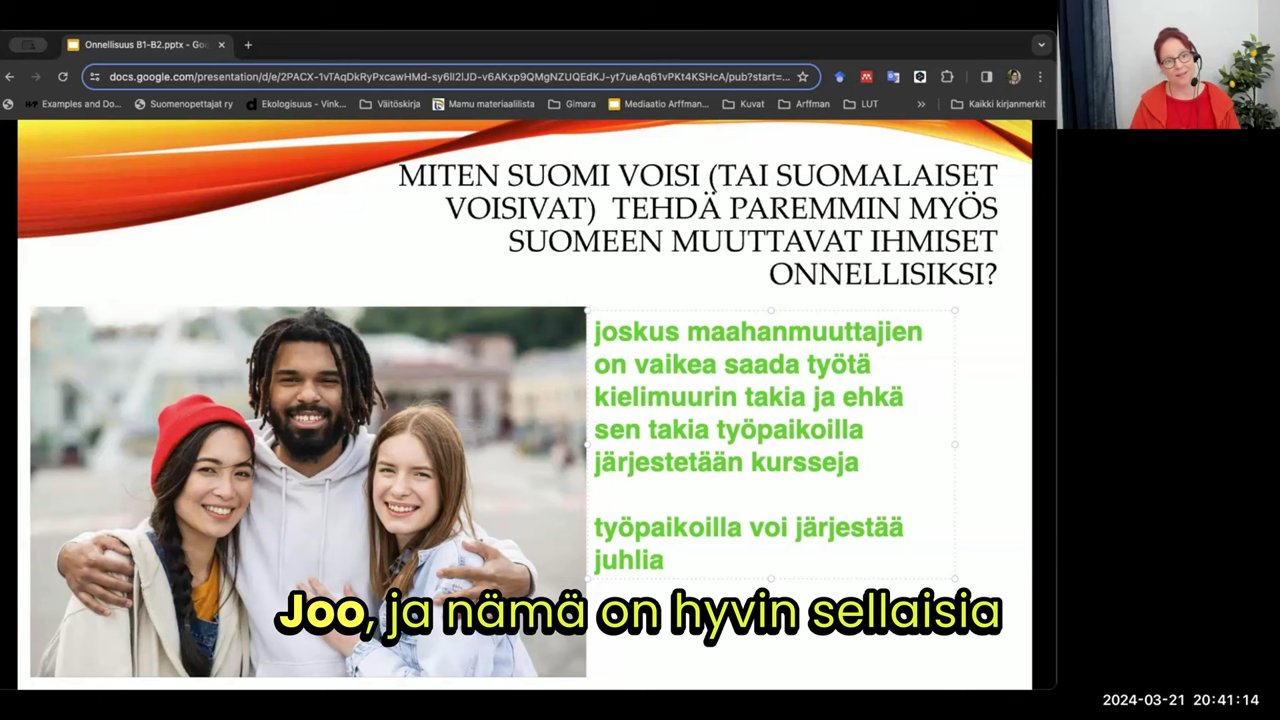 Onnellisuus B1-B2.pptx - Goo
docs.google.com/presentation/d/e/2PACX-1vTAqDkRyPxcawHMd-sy6Il2lJD-v6AKxp9QMgNZUQEdKJ-yt7ueAq61vPKt4KSHcA/pub?start=...
Examples and Do...
Suomenopettajat ry
Ekologisuus - Vink...
Väitöskirja
Mamu materiaalista
Gimara
Mediaatio Arffman...
Kuvat
Arffman
LUT
»
Kaikki kirjanmerkit
MITEN SUOMI VOISI (TAI SUOMALAISET
VOISIVAT) TEHDÄ PAREMMIN MYÖS
SUOMEEN MUUTTAVAT IHMISET
ONNELLISIKSI?
joskus maahanmuuttajien
on vaikea saada työtä
kielimuurin takia ja ehkä
sen takia työpaikoilla
järjestetään kursseja
työpaikoilla voi järjestää
juhlia
Joo, ja nämä on hyvin sellaisia
2024-03-21 20:41:14